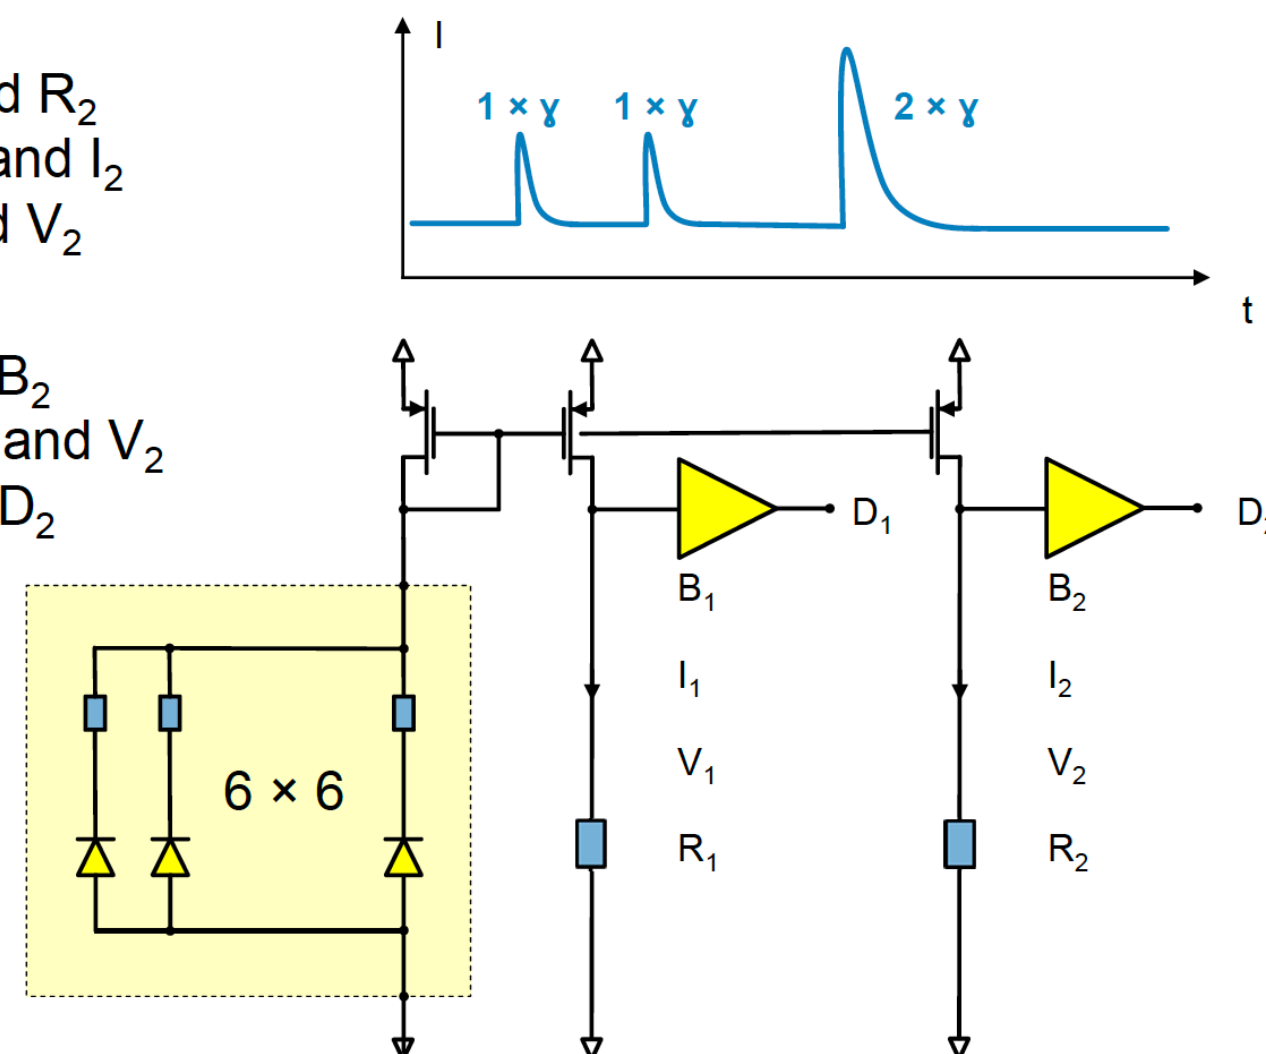 I
d R₂
1 × ɣ 1 × ɣ 2 × ɣ
and I₂
d V₂
t
B₂
and V₂
D₂
D₁
D₂
B₁
B₂
I₁
I₂
6 × 6
V₁
V₂
R₁
R₂